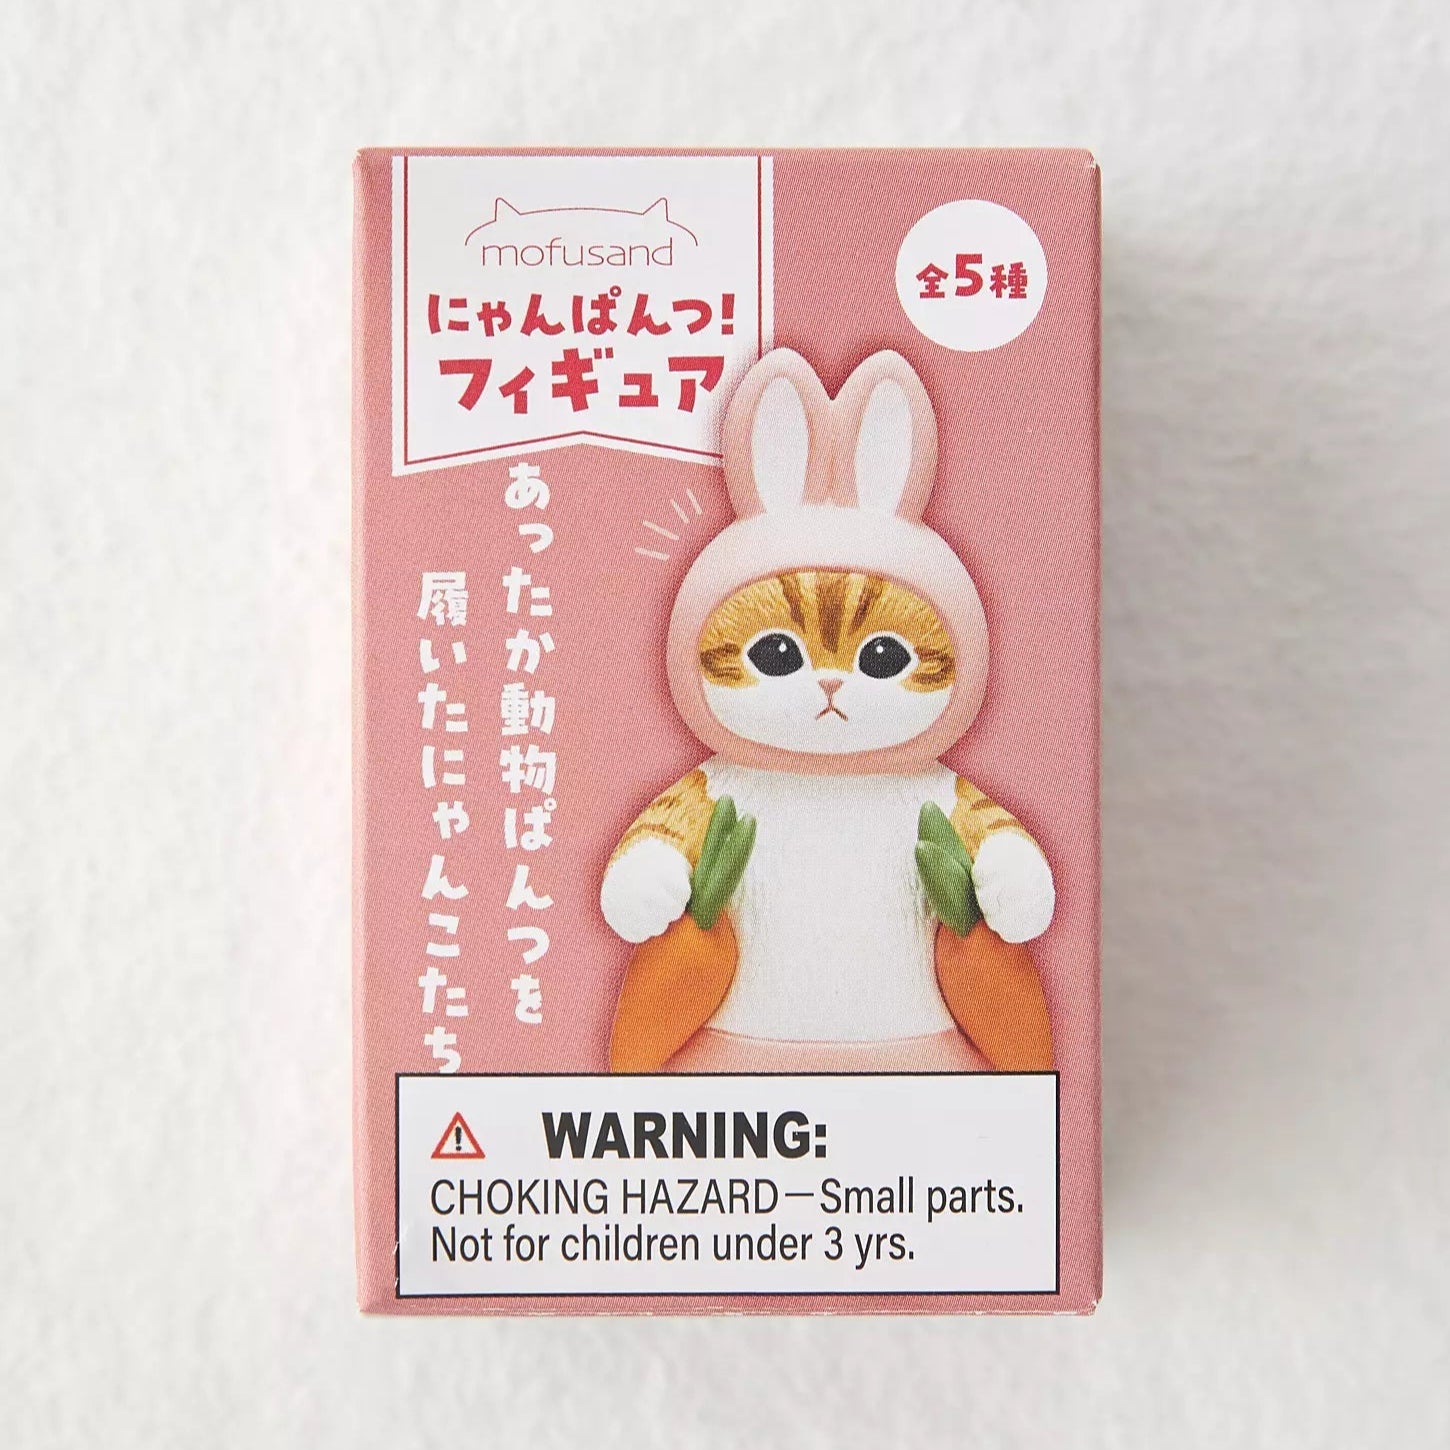 mofusand
にゃんぱんつ!
フィギュア
全5種
あったか動物ぱんつを
履いたにゃんこたち
WARNING:
CHOKING HAZARD—Small parts.
Not for children under 3 yrs.